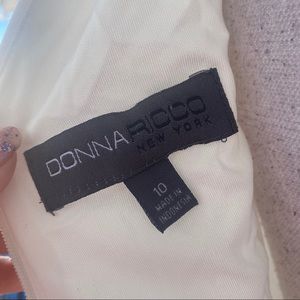 DONNA RICCO
NEW YORK
10
MADE IN
INDONESIA